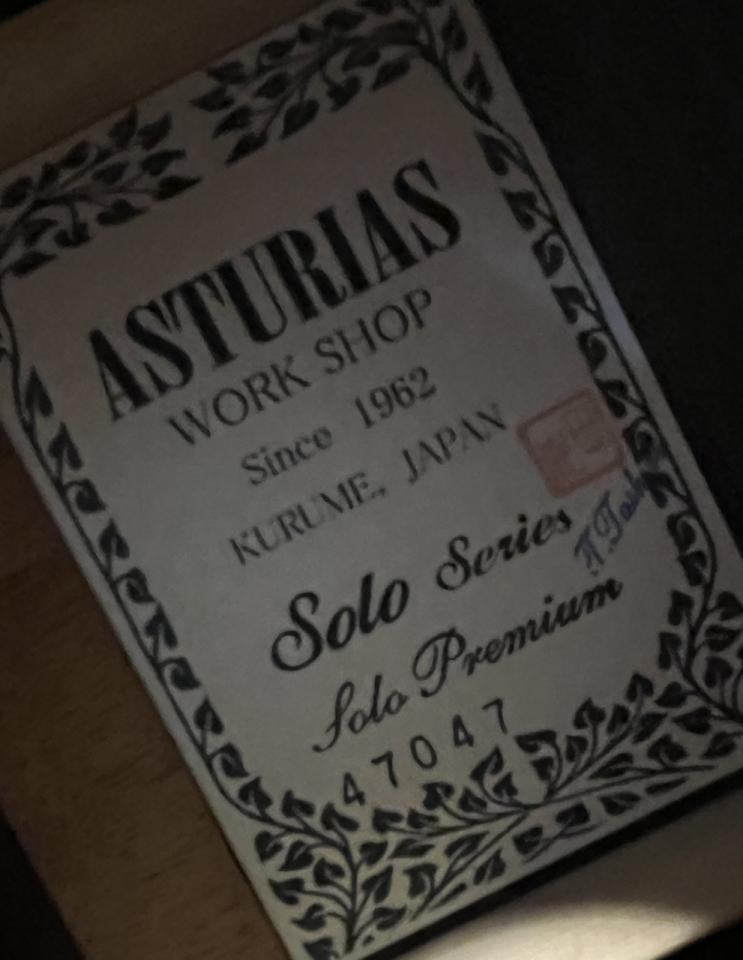 ASTURIAS
WORK SHOP
Since 1962
KURUME, JAPAN
Solo Series
Solo Premium
47047